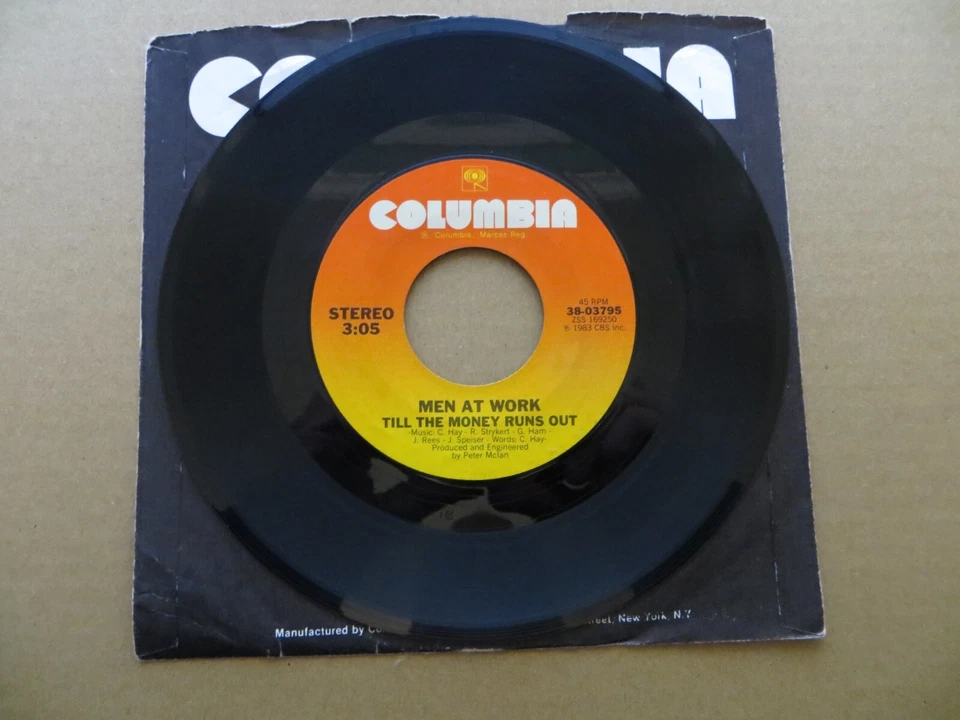 COLUMBIA
® "Columbia," Marcas Reg.
STEREO
3:05
45 RPM
38-03795
ZSS 169250
℗ 1983 CBS Inc.
MEN AT WORK
TILL THE MONEY RUNS OUT
-Music: C. Hay - R. Strykert - G. Ham -
J. Rees - J. Speiser - Words: C. Hay-
Produced and Engineered
by Peter McIan
Manufactured by
New York, N.Y.